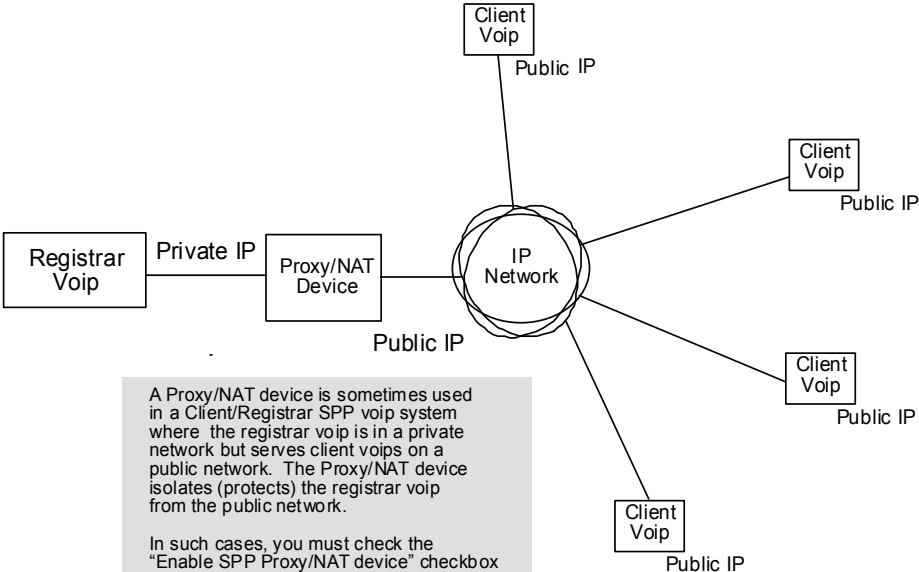 Client
Voip
Public IP
Client
Voip
Public IP
Registrar
Voip
Private IP
Proxy/NAT
Device
Public IP
IP
Network
Client
Voip
Public IP
Client
Voip
Public IP
A Proxy/NAT device is sometimes used
in a Client/Registrar SPP voip system
where the registrar voip is in a private
network but serves client voips on a
public network. The Proxy/NAT device
isolates (protects) the registrar voip
from the public network.
In such cases, you must check the
“Enable SPP Proxy/NAT device” checkbox